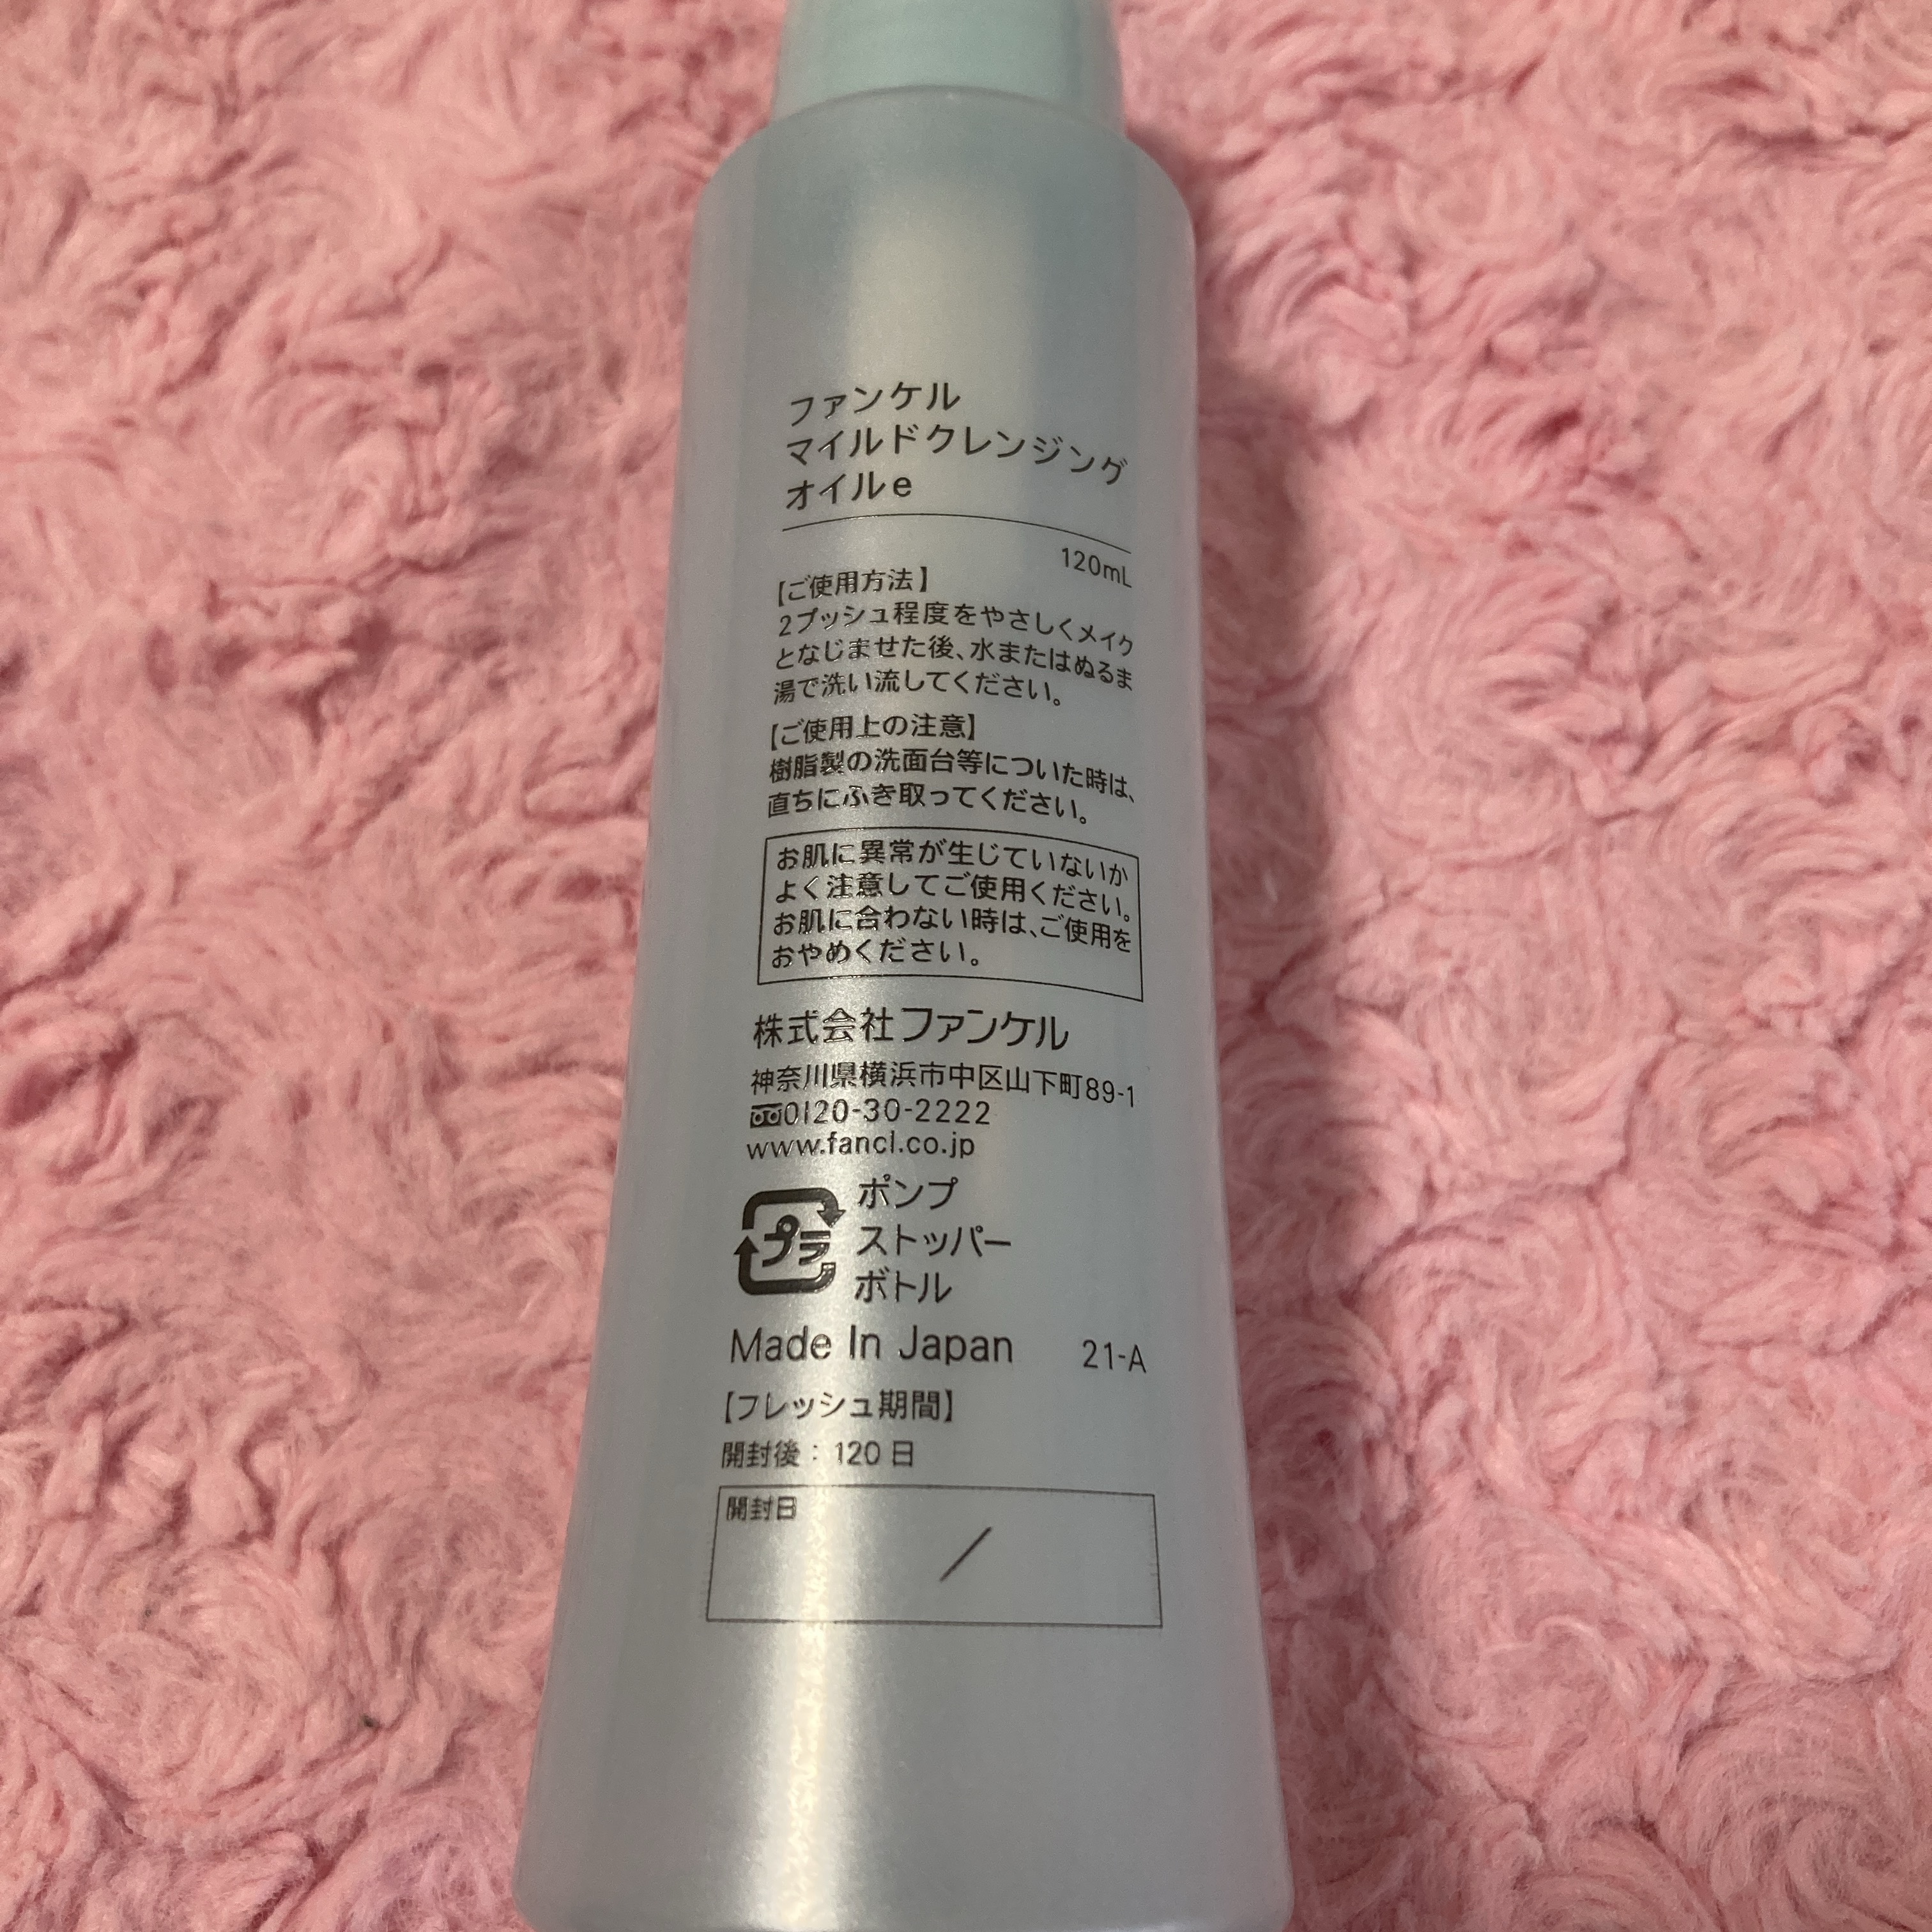 ファンケル
マイルドクレンジング
オイルe
120mL
【ご使用方法】
2プッシュ程度をやさしくメイク
となじませた後、水またはぬるま
湯で洗い流してください。
【ご使用上の注意】
樹脂製の洗面台等についた時は、
直ちにふき取ってください。
お肌に異常が生じていないか
よく注意してご使用ください。
お肌に合わない時は、ご使用を
おやめください。
株式会社ファンケル
神奈川県横浜市中区山下町89-1
0120-30-2222
www.fancl.co.jp
プラ
ポンプ
ストッパー
ボトル
Made In Japan 21-A
【フレッシュ期間】
開封後：120日
開封日
／